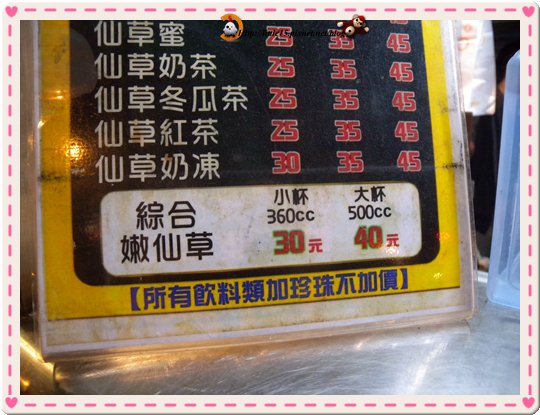 仙草蜜 25 35 45
仙草奶茶 25 35 45
仙草冬瓜茶 25 35 45
仙草紅茶 25 35 45
仙草奶凍 30 35 45
綜合嫩仙草
小杯 大杯
360cc 500cc
30元 40元
【所有飲料類加珍珠不加價】